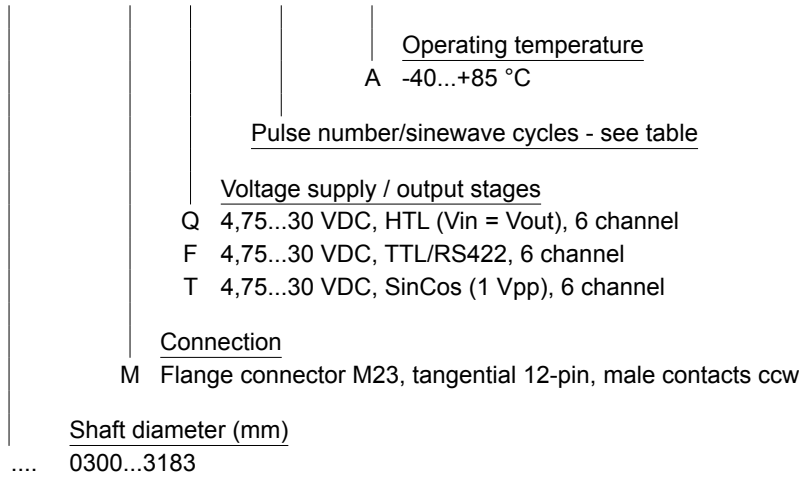 Operating temperature
A -40...+85 °C
Pulse number/sinewave cycles - see table
Voltage supply / output stages
Q 4,75...30 VDC, HTL (Vin = Vout), 6 channel
F 4,75...30 VDC, TTL/RS422, 6 channel
T 4,75...30 VDC, SinCos (1 Vpp), 6 channel
Connection
M Flange connector M23, tangential 12-pin, male contacts ccw
Shaft diameter (mm)
.... 0300...3183